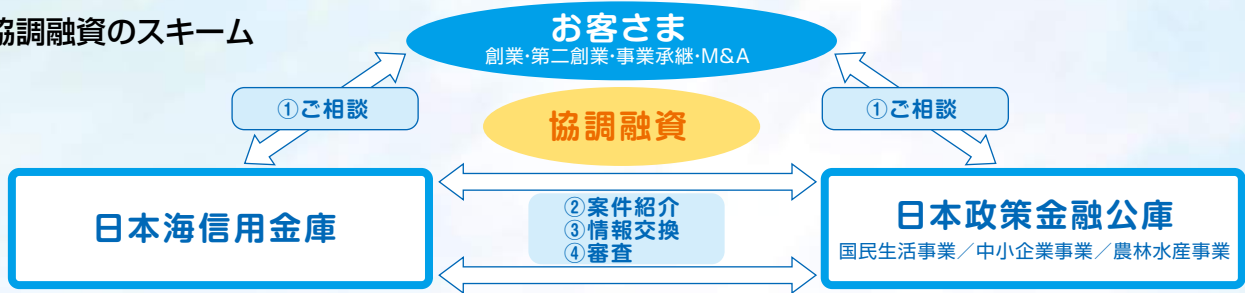 協調融資のスキーム
お客さま
創業・第二創業・事業承継・M&A
①ご相談
①ご相談
協調融資
日本海信用金庫
②案件紹介
③情報交換
④審査
日本政策金融公庫
国民生活事業／中小企業事業／農林水産事業